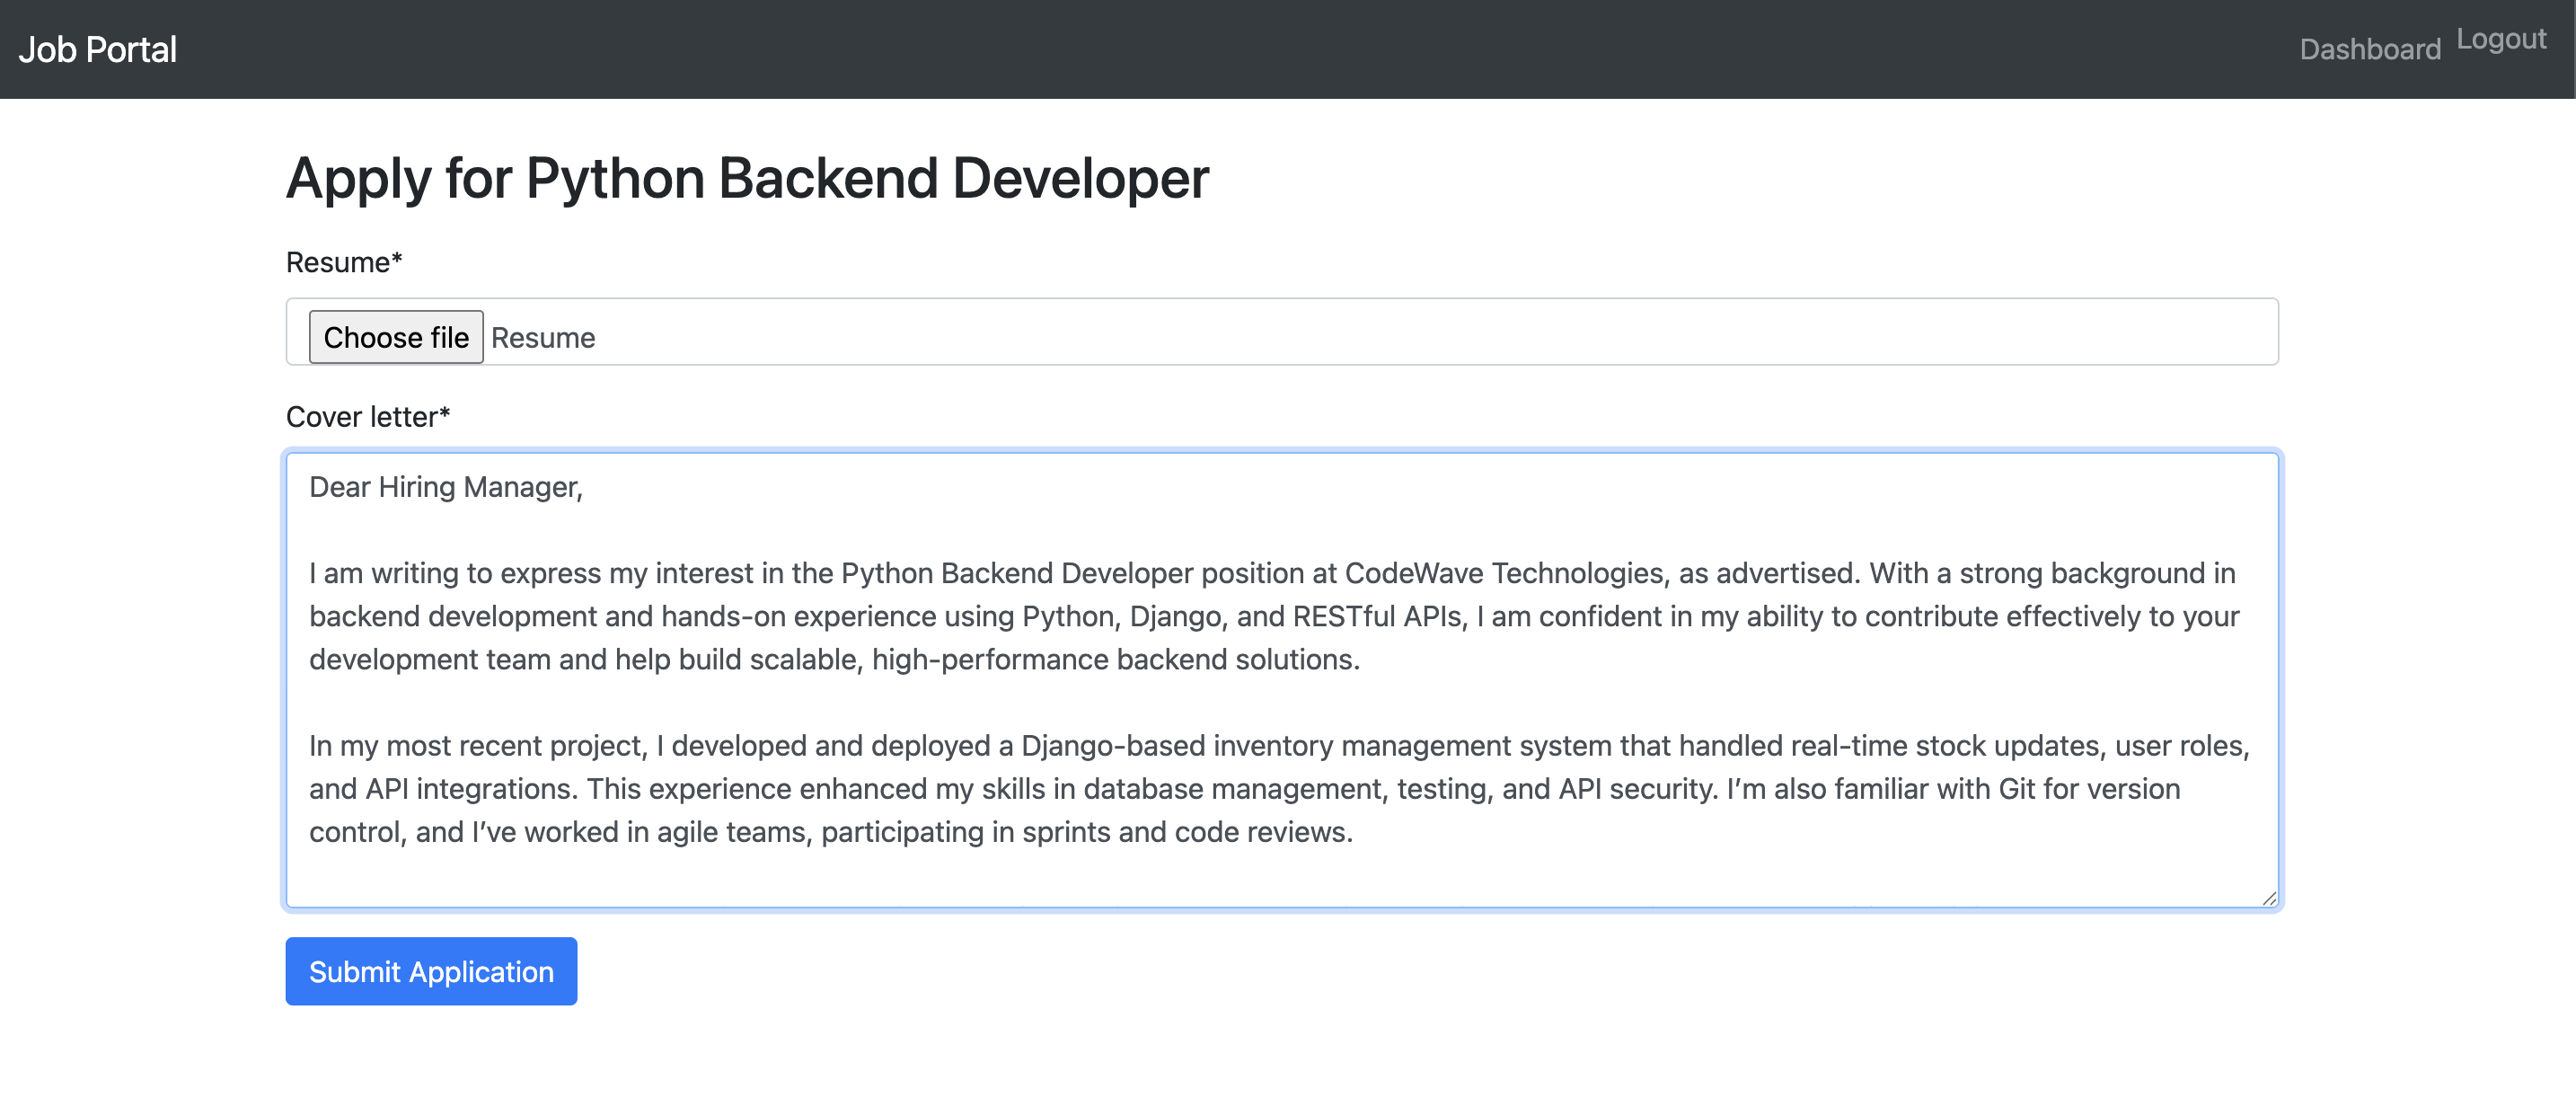 Job Portal
Dashboard
Logout
Apply for Python Backend Developer
Resume*
Choose file Resume
Cover letter*
Dear Hiring Manager,
I am writing to express my interest in the Python Backend Developer position at CodeWave Technologies, as advertised. With a strong background in
backend development and hands-on experience using Python, Django, and RESTful APIs, I am confident in my ability to contribute effectively to your
development team and help build scalable, high-performance backend solutions.
In my most recent project, I developed and deployed a Django-based inventory management system that handled real-time stock updates, user roles,
and API integrations. This experience enhanced my skills in database management, testing, and API security. I’m also familiar with Git for version
control, and I’ve worked in agile teams, participating in sprints and code reviews.
Submit Application